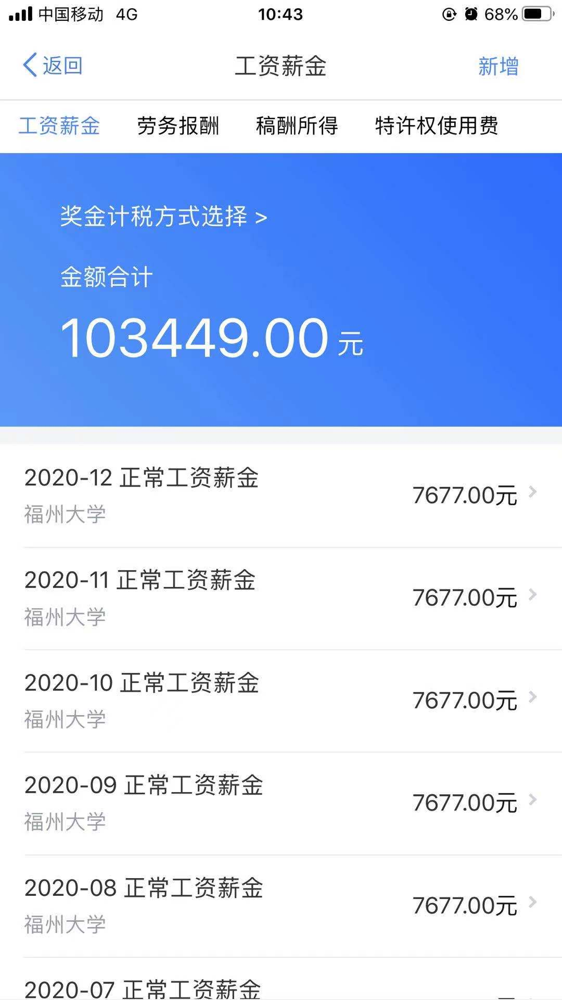 中国移动 4G 10:43 68%
返回 工资薪金 新增
工资薪金 劳务报酬 稿酬所得 特许权使用费
奖金计税方式选择 >
金额合计
103449.00 元
2020-12 正常工资薪金
7677.00元
福州大学
2020-11 正常工资薪金
7677.00元
福州大学
2020-10 正常工资薪金
7677.00元
福州大学
2020-09 正常工资薪金
7677.00元
福州大学
2020-08 正常工资薪金
7677.00元
福州大学
2020-07 正常工资薪金